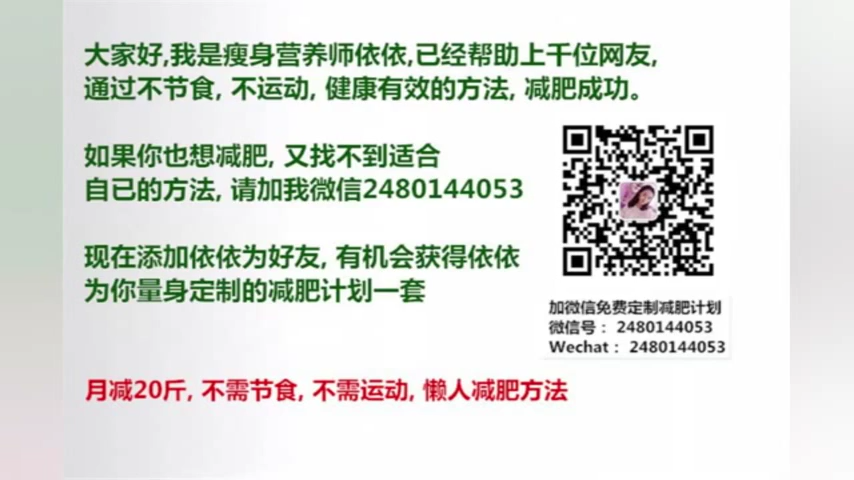 大家好,我是瘦身营养师依依,已经帮助上千位网友,
通过不节食, 不运动, 健康有效的方法, 减肥成功。
如果你也想减肥, 又找不到适合
自已的方法, 请加我微信2480144053
现在添加依依为好友, 有机会获得依依
为你量身定制的减肥计划一套
加微信免费定制减肥计划
微信号： 2480144053
Wechat： 2480144053
月减20斤, 不需节食, 不需运动, 懒人减肥方法